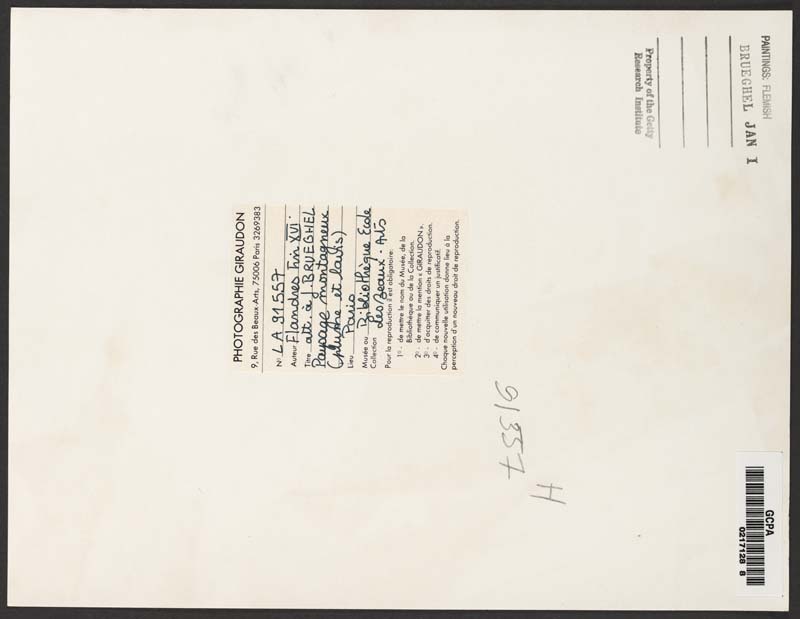 PAINTINGS: FLEMISH
BRUEGHEL JAN I
Property of the Getty
Research Institute
PHOTOGRAPHIE GIRAUDON
9, Rue des Beaux Arts, 75006 Paris 3269383
N° LA 91557
Auteur Flandres Fin XVI.
Titre att. à J. BRUEGHEL
Paysage montagneux
(plume et lavis)
Lieu Paris
Musée ou Bibliothèque Ecole
Collection des Beaux-Arts
Pour la reproduction il est obligatoire:
1° - de mettre le nom du Musée, de la
Bibliothèque ou de la Collection.
2° - de mettre la mention « GIRAUDON ».
3° - d'acquitter des droits de reproduction.
4° - de communiquer un justificatif.
Chaque nouvelle utilisation donne lieu à la
perception d'un nouveau droit de reproduction.
91557
H
GCPA
0217128 8